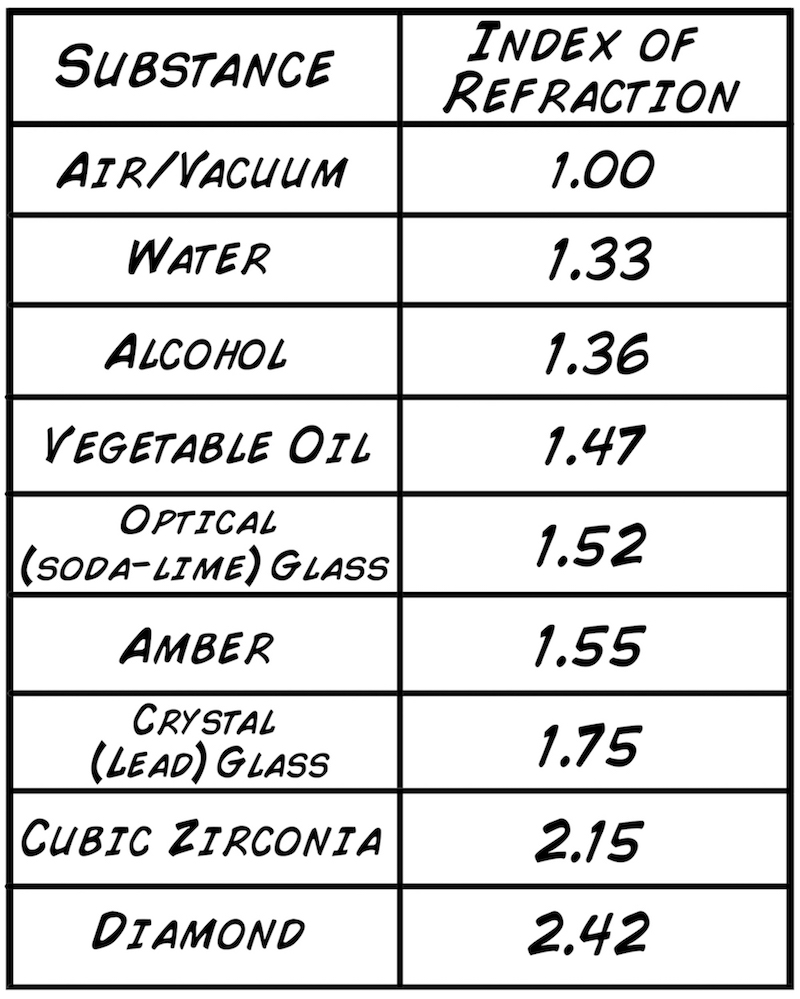 SUBSTANCE
INDEX OF
REFRACTION
AIR/VACUUM
1.00
WATER
1.33
ALCOHOL
1.36
VEGETABLE OIL
1.47
OPTICAL
(SODA-LIME) GLASS
1.52
AMBER
1.55
CRYSTAL
(LEAD) GLASS
1.75
CUBIC ZIRCONIA
2.15
DIAMOND
2.42